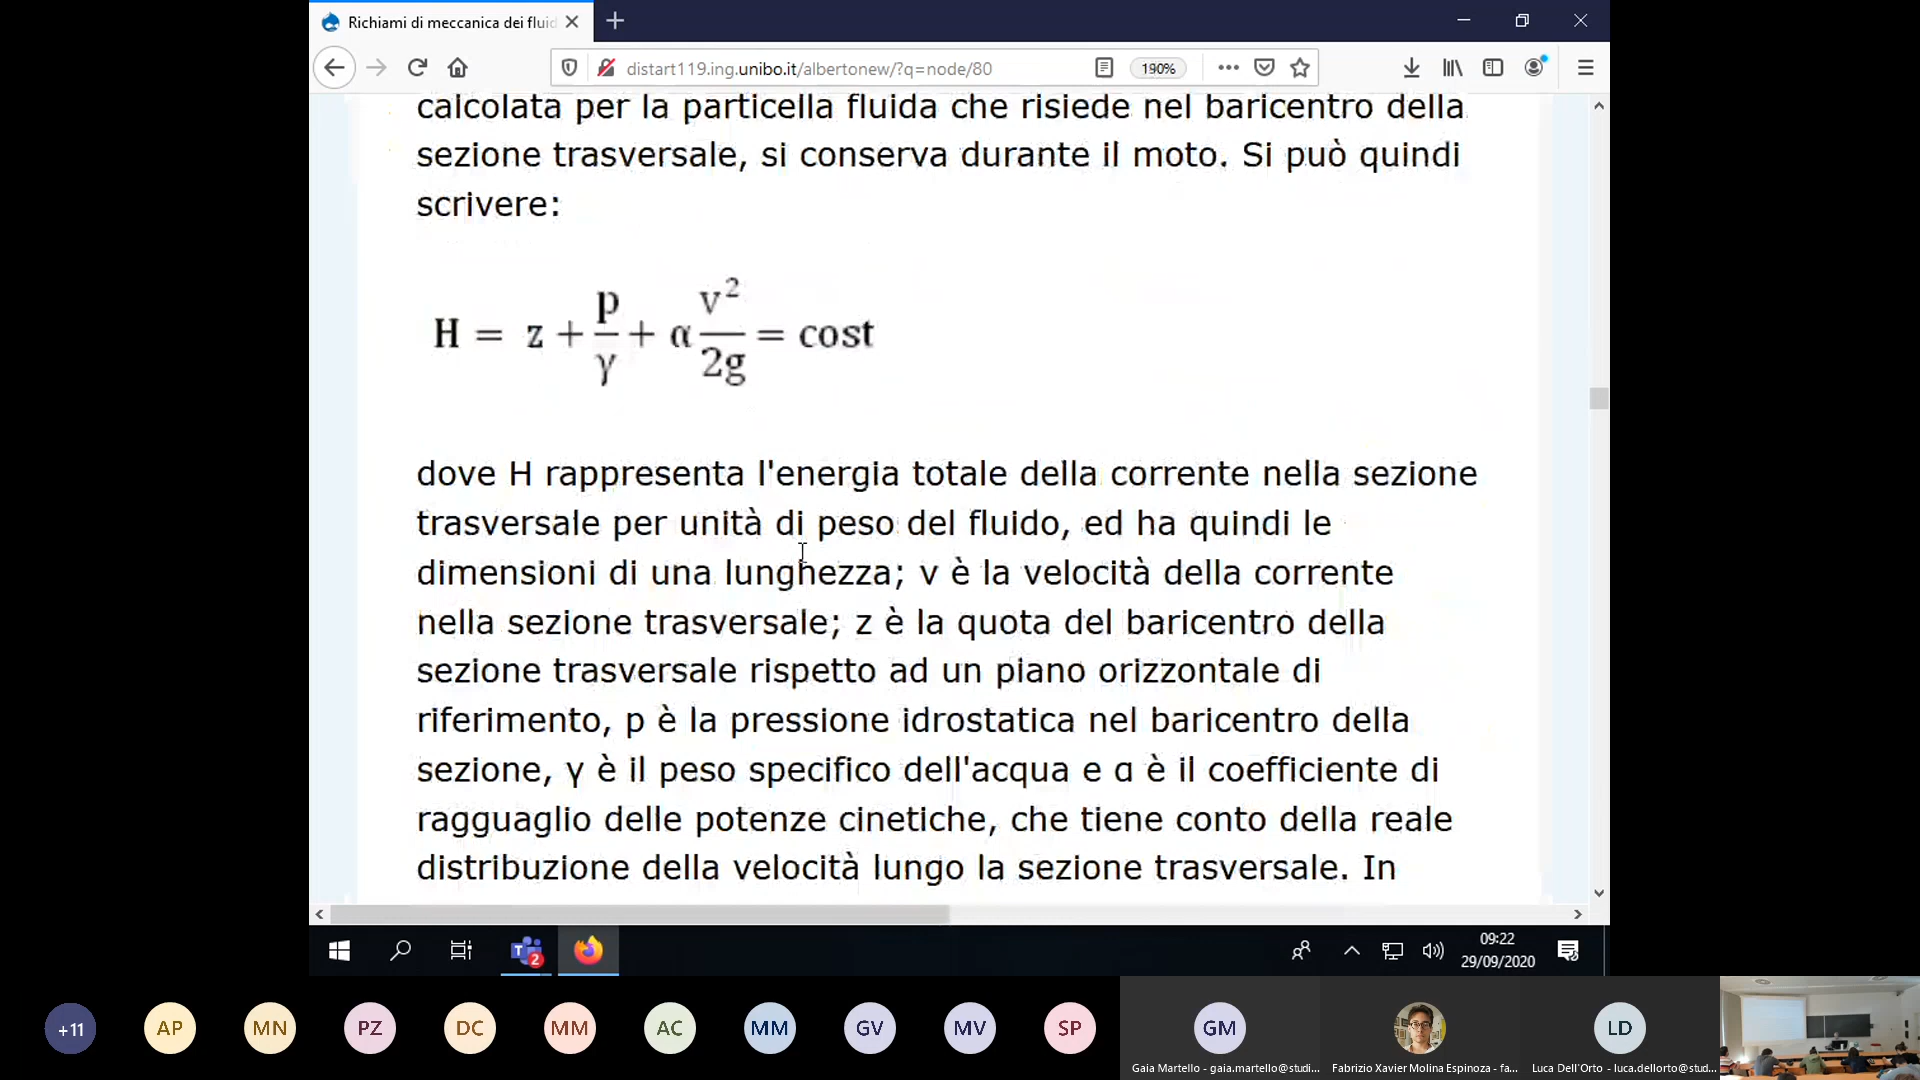 Richiami di meccanica dei fluid
distart119.ing.unibo.it/albertonew/?q=node/80
190%
calcolata per la particella fluida che risiede nel baricentro della
sezione trasversale, si conserva durante il moto. Si può quindi
scrivere:
H = z + p/γ + α v²/2g = cost
dove H rappresenta l'energia totale della corrente nella sezione
trasversale per unità di peso del fluido, ed ha quindi le
dimensioni di una lunghezza; v è la velocità della corrente
nella sezione trasversale; z è la quota del baricentro della
sezione trasversale rispetto ad un piano orizzontale di
riferimento, p è la pressione idrostatica nel baricentro della
sezione, γ è il peso specifico dell'acqua e α è il coefficiente di
ragguaglio delle potenze cinetiche, che tiene conto della reale
distribuzione della velocità lungo la sezione trasversale. In
T 2
09:22
29/09/2020
+11 AP MN PZ DC MM AC MM GV MV SP GM LD
Gaia Martello - gaia.martello@studi... Fabrizio Xavier Molina Espinoza - fa... Luca Dell'Orto - luca.dellorto@stud...